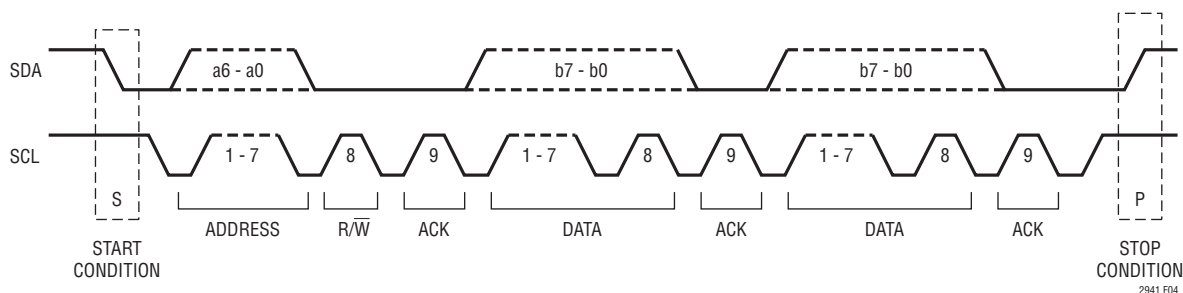 SDA
a6 - a0
b7 - b0
b7 - b0
SCL
1 - 7
8
9
1 - 7
8
9
1 - 7
8
9
S
P
ADDRESS
R/W̅
ACK
DATA
ACK
DATA
ACK
START
CONDITION
STOP
CONDITION
2941 F04